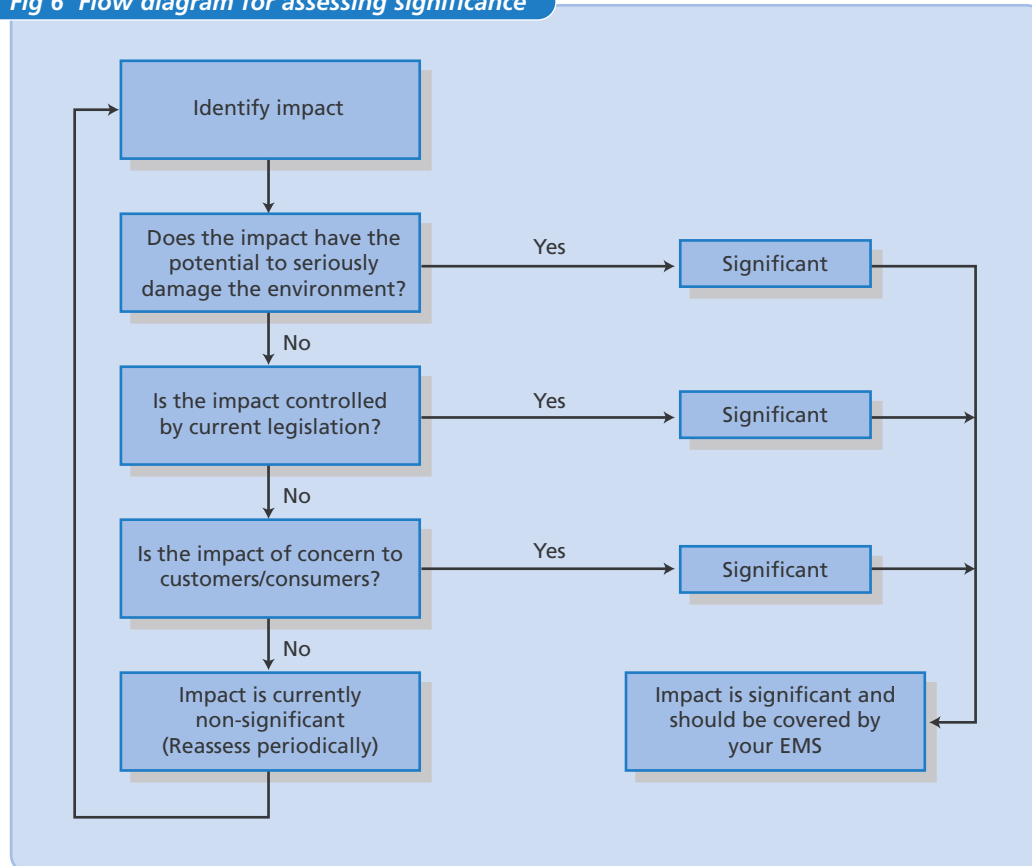 Fig 6 Flow diagram for assessing significance
Identify impact
Does the impact have the
potential to seriously
damage the environment?
Yes
Significant
No
Is the impact controlled
by current legislation?
Yes
Significant
No
Is the impact of concern to
customers/consumers?
Yes
Significant
No
Impact is currently
non-significant
(Reassess periodically)
Impact is significant and
should be covered by
your EMS